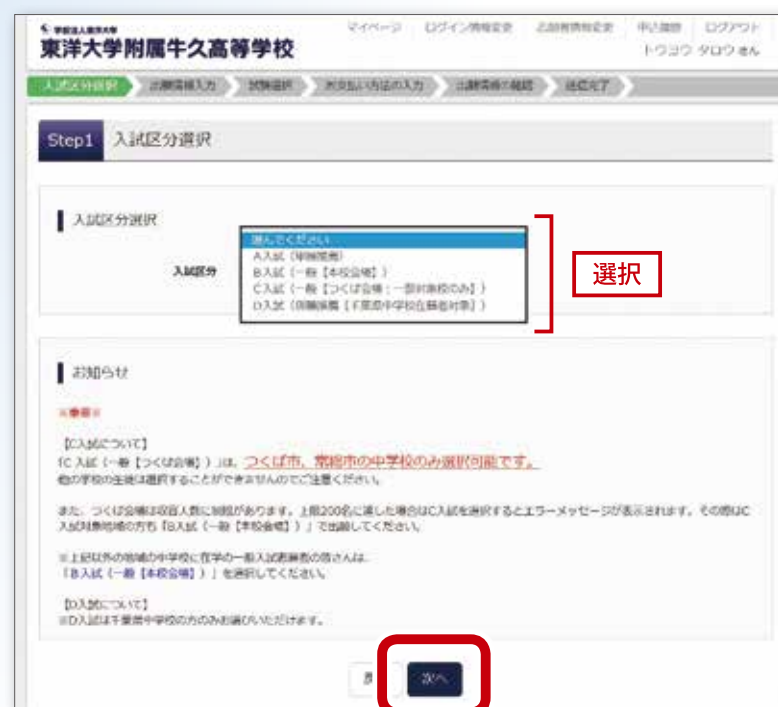 学校法人東洋大学
東洋大学附属牛久高等学校
マイページ ログイン情報変更 志願者情報変更 申込履歴 ログアウト
トウヨウ タロウ さん
入試区分選択 出願情報入力 試験選択 お支払い方法の入力 出願情報の確認 送信完了
Step1 入試区分選択
入試区分選択
入試区分
選んでください
A入試（単願推薦）
B入試（一般【本校会場】）
C入試（一般【つくば会場：一部対象校のみ】）
D入試（併願推薦【千葉県中学校在籍者対象】）
選択
お知らせ
※重要※
【C入試について】
「C 入試（一般【つくば会場】）」は、つくば市、常総市の中学校のみ選択可能です。
他の学校の生徒は選択することができませんのでご注意ください。
また、つくば会場は収容人数に制限があります。上限200名に達した場合はC入試を選択するとエラーメッセージが表示されます。その際はC
入試対象地域の方も「B入試（一般【本校会場】）」で出願してください。
※上記以外の地域の中学校に在学の一般入試志願者の皆さんは、
「B入試（一般【本校会場】）」を選択してください。
【D入試について】
※D入試は千葉県中学校の方のみお選びいただけます。
次へ